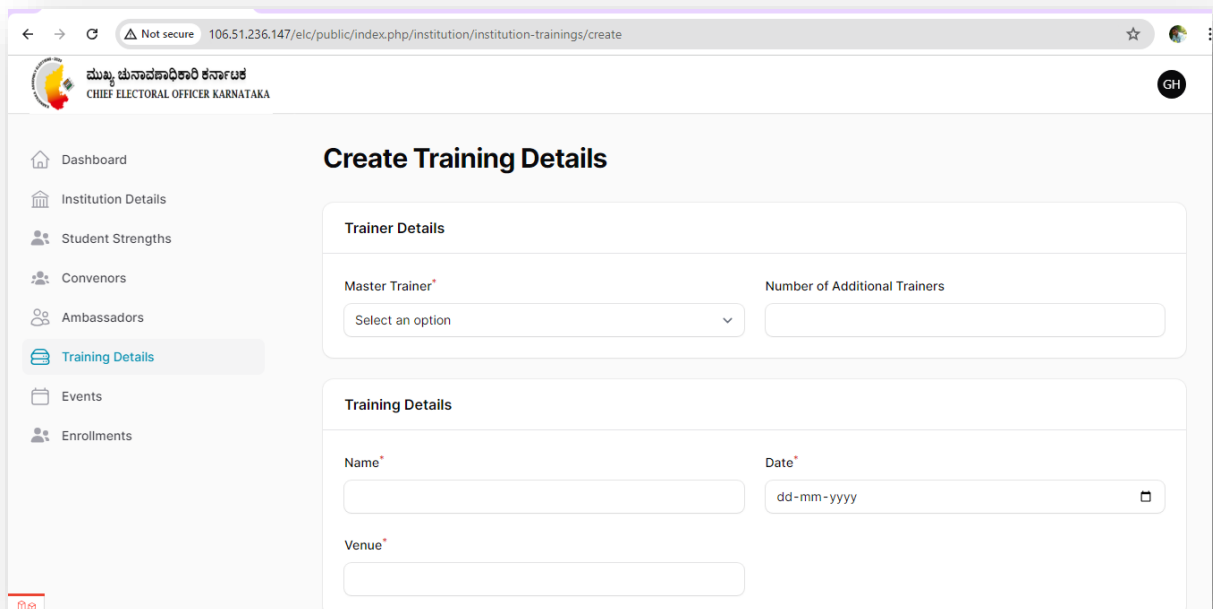 Not secure 106.51.236.147/elc/public/index.php/institution/institution-trainings/create
ಮುಖ್ಯ ಚುನಾವಣಾಧಿಕಾರಿ ಕರ್ನಾಟಕ
CHIEF ELECTORAL OFFICER KARNATAKA
GH
Dashboard
Institution Details
Student Strengths
Convenors
Ambassadors
Training Details
Events
Enrollments
Create Training Details
Trainer Details
Master Trainer* Number of Additional Trainers
Select an option
Training Details
Name* Date*
dd-mm-yyyy
Venue*